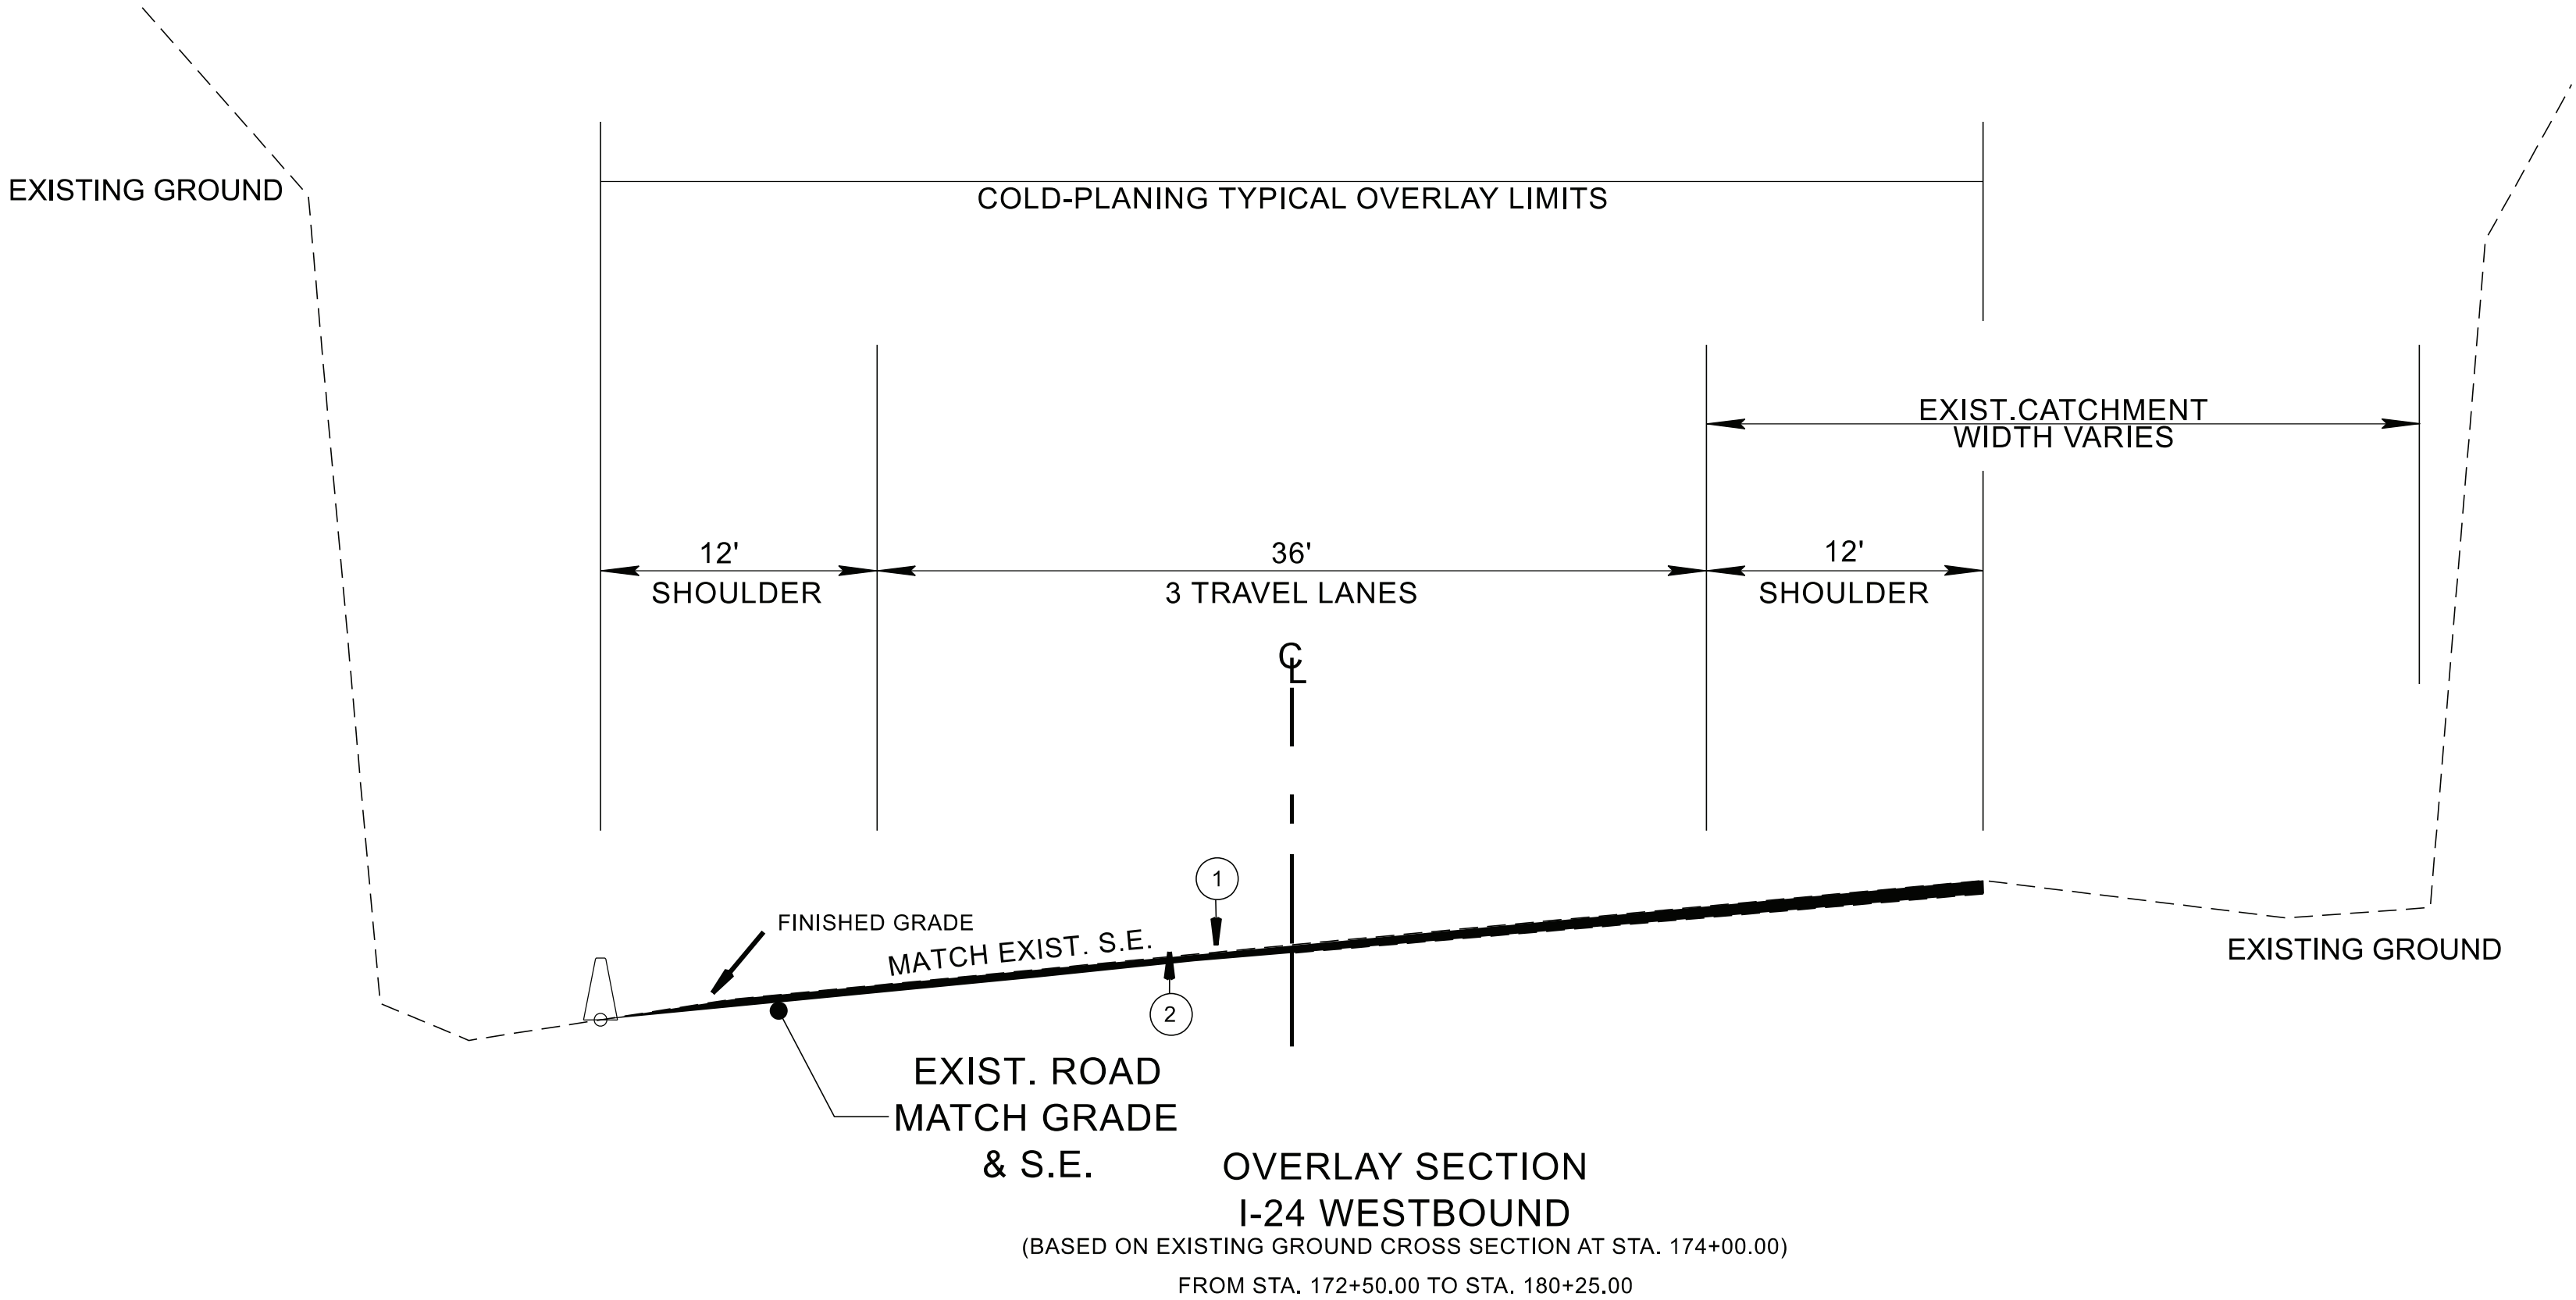 EXISTING GROUND
COLD-PLANING TYPICAL OVERLAY LIMITS
EXIST.CATCHMENT
WIDTH VARIES
12'
SHOULDER
36'
3 TRAVEL LANES
12'
SHOULDER
CL
1
FINISHED GRADE
MATCH EXIST. S.E.
EXISTING GROUND
2
EXIST. ROAD
MATCH GRADE
& S.E.
OVERLAY SECTION
I-24 WESTBOUND
(BASED ON EXISTING GROUND CROSS SECTION AT STA. 174+00.00)
FROM STA. 172+50.00 TO STA. 180+25.00